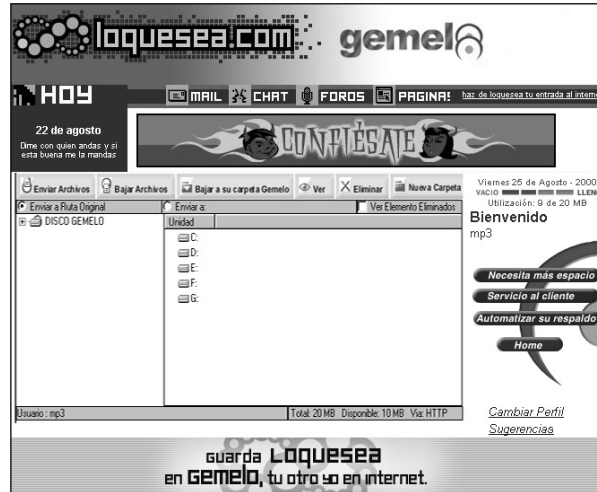 loquesea.com gemelo
HOY MAIL CHAT FOROS PAGINAS haz de loquesea tu entrada al
22 de agosto
Dime con quien andas y si
esta buena me la mandas
CONFIÉSATE
Enviar Archivos Bajar Archivos Bajar a su carpeta Gemelo Ver Eliminar Nueva Carpeta
Viernes 25 de Agosto - 2000
VACIO LLEN
Utilización: 9 de 20 MB
Enviar a Ruta Original Enviar a: Ver Elemento Eliminados
Bienvenido
mp3
DISCO GEMELO
Unidad
C:
D:
E:
F:
G:
Necesita más espacio
Servicio al cliente
Automatizar su respaldo
Home
Usuario : mp3 Total: 20 MB Disponible: 10 MB Via: HTTP
Cambiar Perfil
Sugerencias
guarda Loquesea
en Gemelo, tu otro yo en internet.